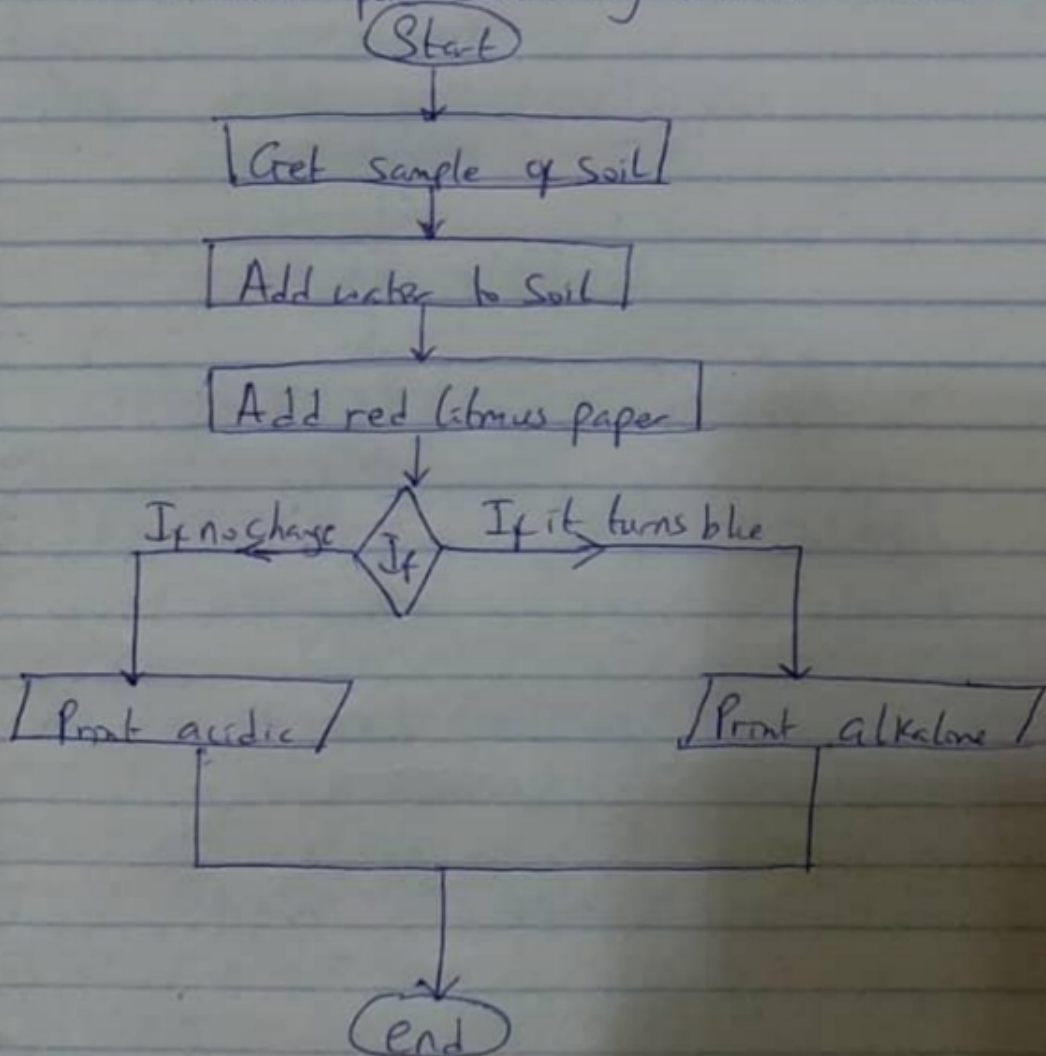 Start
Get sample of soil
Add water to soil
Add red litmus paper
If no change
If
If it turns blue
Print acidic
Print alkalone
end